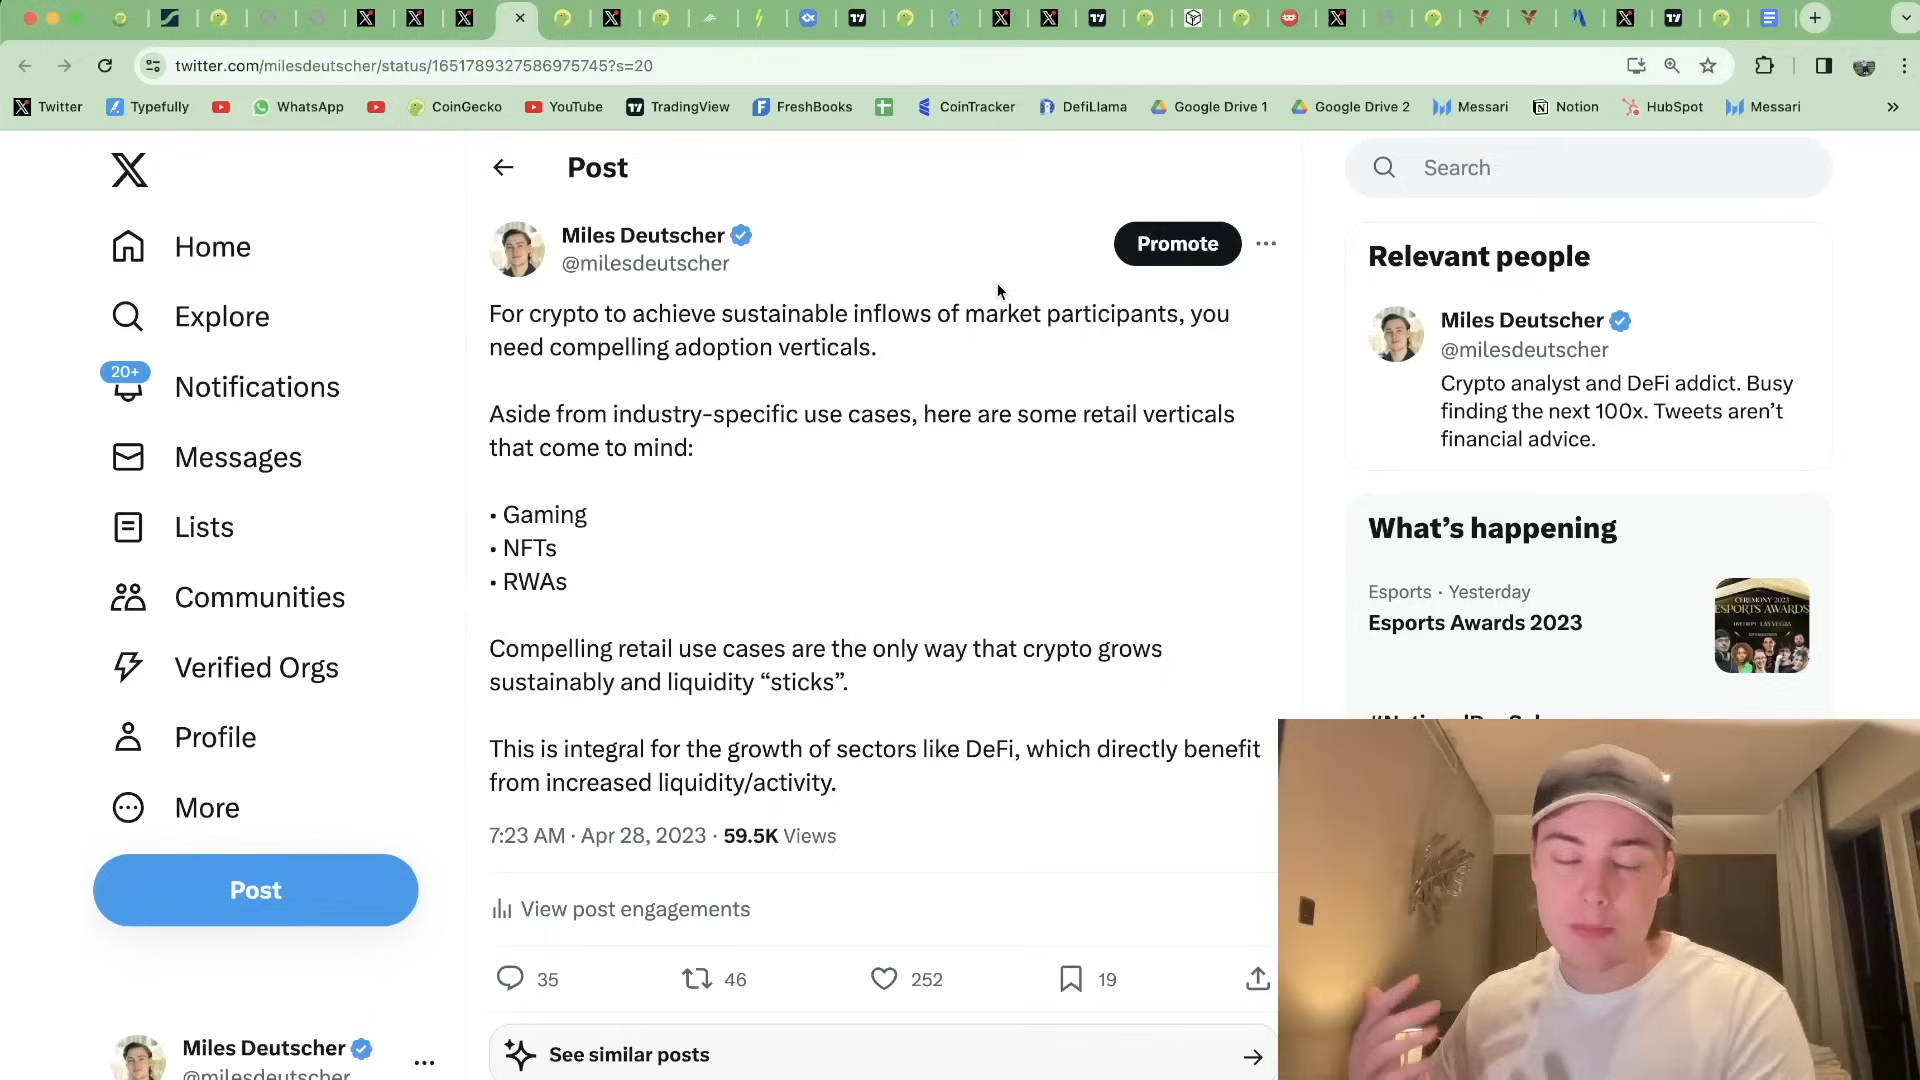 twitter.com/milesdeutscher/status/1651789327586975745?s=20
Twitter
Typefully
WhatsApp
CoinGecko
YouTube
TradingView
FreshBooks
CoinTracker
DefiLlama
Google Drive 1
Google Drive 2
Messari
Notion
HubSpot
Messari
Home
Explore
20+
Notifications
Messages
Lists
Communities
Verified Orgs
Profile
More
Post
Miles Deutscher
@milesdeutscher
Post
Miles Deutscher
@milesdeutscher
Promote
For crypto to achieve sustainable inflows of market participants, you
need compelling adoption verticals.
Aside from industry-specific use cases, here are some retail verticals
that come to mind:
• Gaming
• NFTs
• RWAs
Compelling retail use cases are the only way that crypto grows
sustainably and liquidity “sticks”.
This is integral for the growth of sectors like DeFi, which directly benefit
from increased liquidity/activity.
7:23 AM · Apr 28, 2023 · 59.5K Views
View post engagements
35
46
252
19
See similar posts
Search
Relevant people
Miles Deutscher
@milesdeutscher
Crypto analyst and DeFi addict. Busy
finding the next 100x. Tweets aren’t
financial advice.
What’s happening
Esports · Yesterday
Esports Awards 2023
CEREMONY 2023
ESPORTS AWARDS